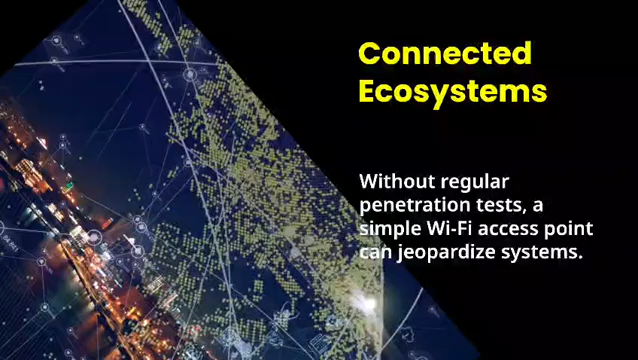 Connected
Ecosystems
Without regular
penetration tests, a
simple Wi-Fi access point
can jeopardize systems.